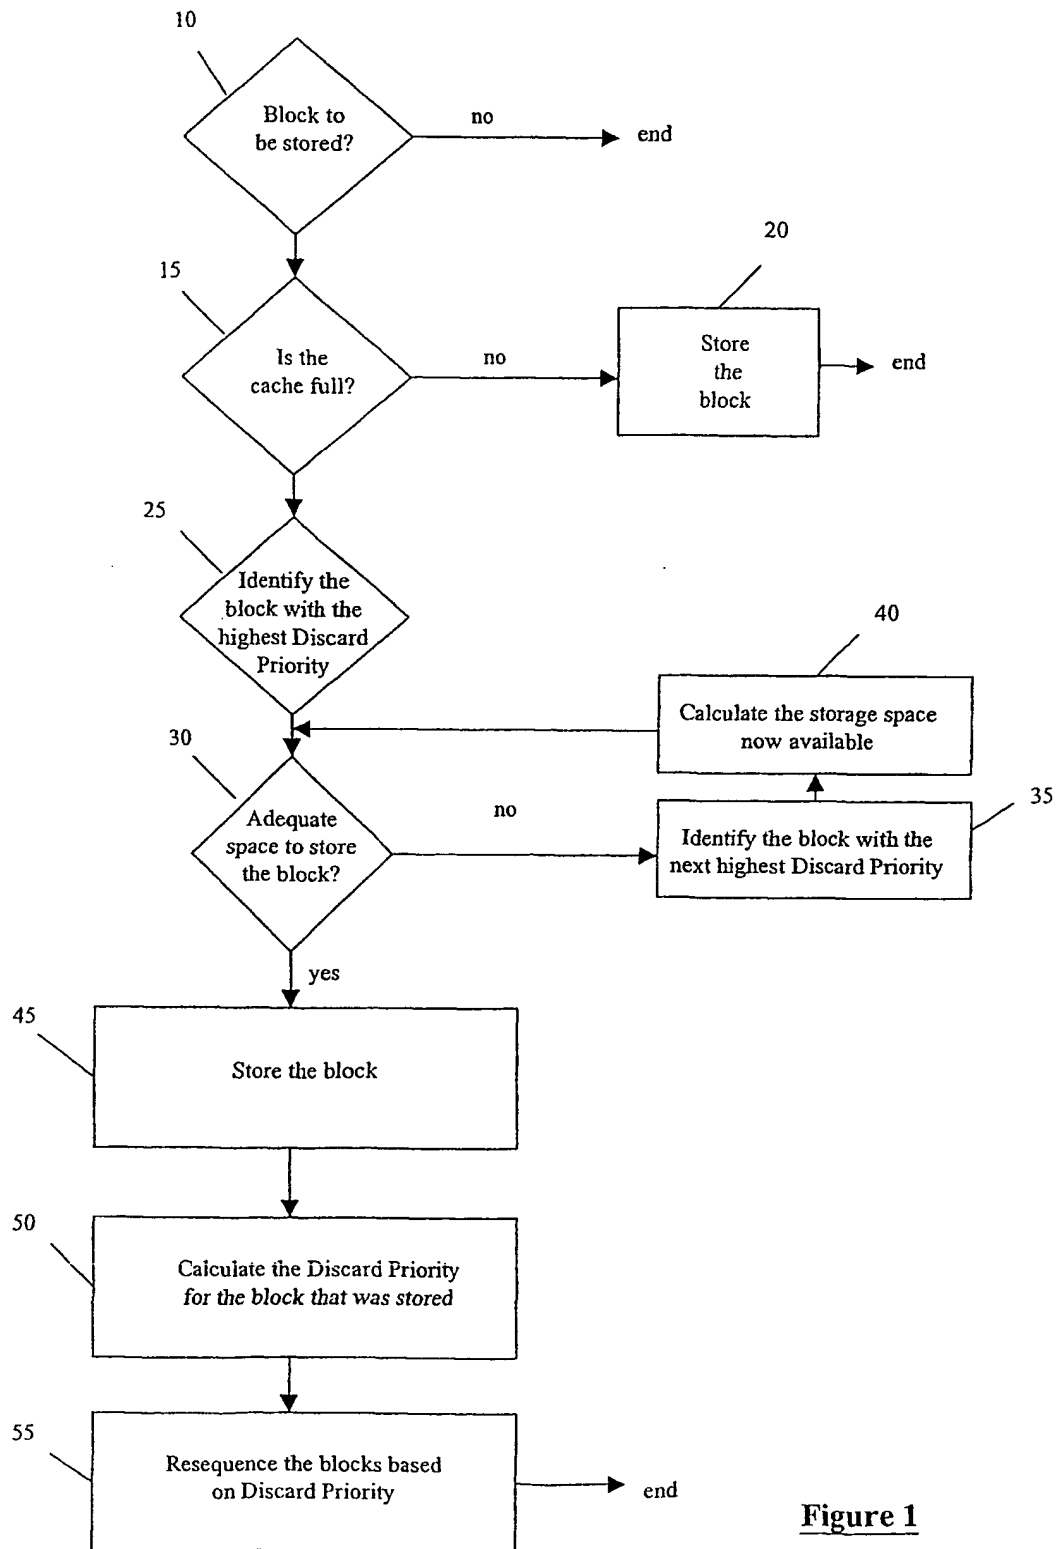 10
Block to
be stored?
no
end
20
15
Is the
cache full?
no
Store
the
block
end
25
Identify the
block with the
highest Discard
Priority
40
Calculate the storage space
now available
30
35
Adequate
space to store
the block?
no
Identify the block with the
next highest Discard Priority
yes
45
Store the block
50
Calculate the Discard Priority
for the block that was stored
55
Resequence the blocks based
on Discard Priority
end
Figure 1